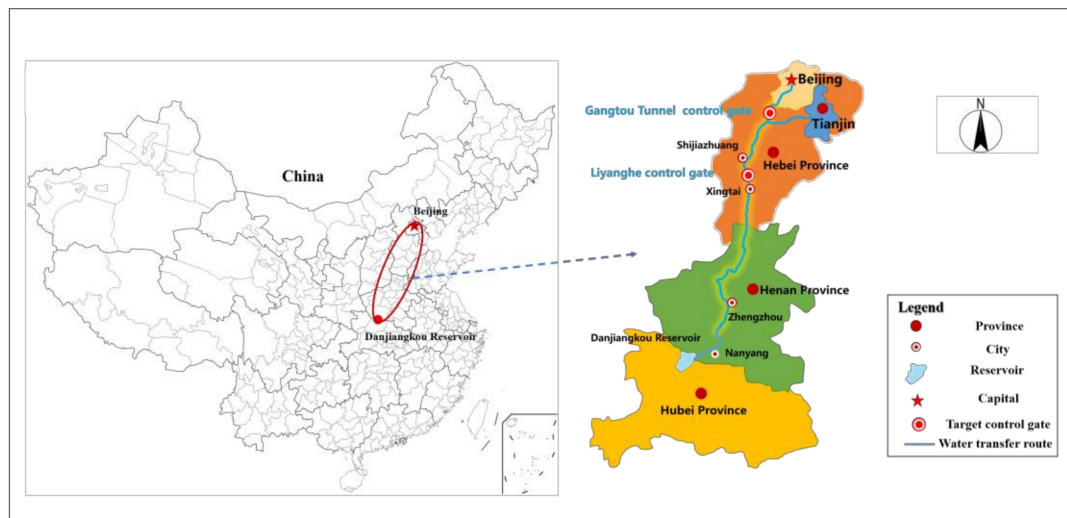 China
Beijing
Danjiangkou Reservoir
Beijing
Gangtou Tunnel control gate
Tianjin
Shijiazhuang
Hebei Province
Liyanghe control gate
Xingtai
Henan Province
Zhengzhou
Danjiangkou Reservoir
Nanyang
Hubei Province
N
Legend
Province
City
Reservoir
Capital
Target control gate
Water transfer route